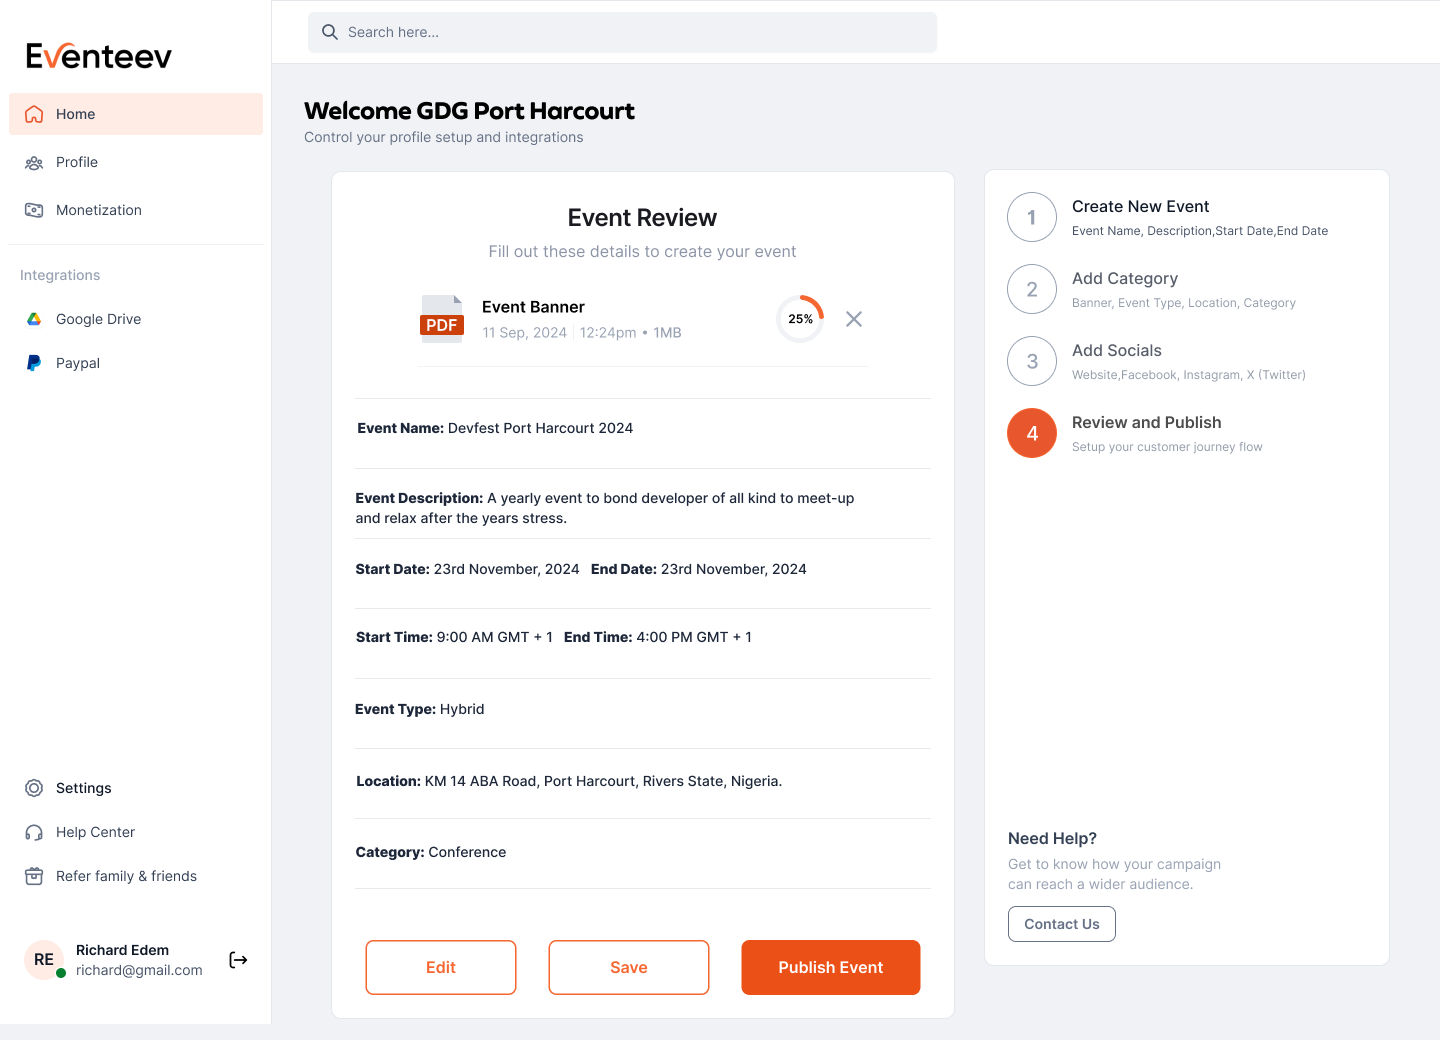 Eventeev
Search here...
Home
Profile
Monetization
Integrations
Google Drive
Paypal
Settings
Help Center
Refer family & friends
RE
Richard Edem
richard@gmail.com
Welcome GDG Port Harcourt
Control your profile setup and integrations
Event Review
Fill out these details to create your event
PDF
Event Banner
11 Sep, 2024 12:24pm • 1MB
25%
Event Name: Devfest Port Harcourt 2024
Event Description: A yearly event to bond developer of all kind to meet-up
and relax after the years stress.
Start Date: 23rd November, 2024 End Date: 23rd November, 2024
Start Time: 9:00 AM GMT + 1 End Time: 4:00 PM GMT + 1
Event Type: Hybrid
Location: KM 14 ABA Road, Port Harcourt, Rivers State, Nigeria.
Category: Conference
Edit
Save
Publish Event
1
Create New Event
Event Name, Description,Start Date,End Date
2
Add Category
Banner, Event Type, Location, Category
3
Add Socials
Website,Facebook, Instagram, X (Twitter)
4
Review and Publish
Setup your customer journey flow
Need Help?
Get to know how your campaign
can reach a wider audience.
Contact Us